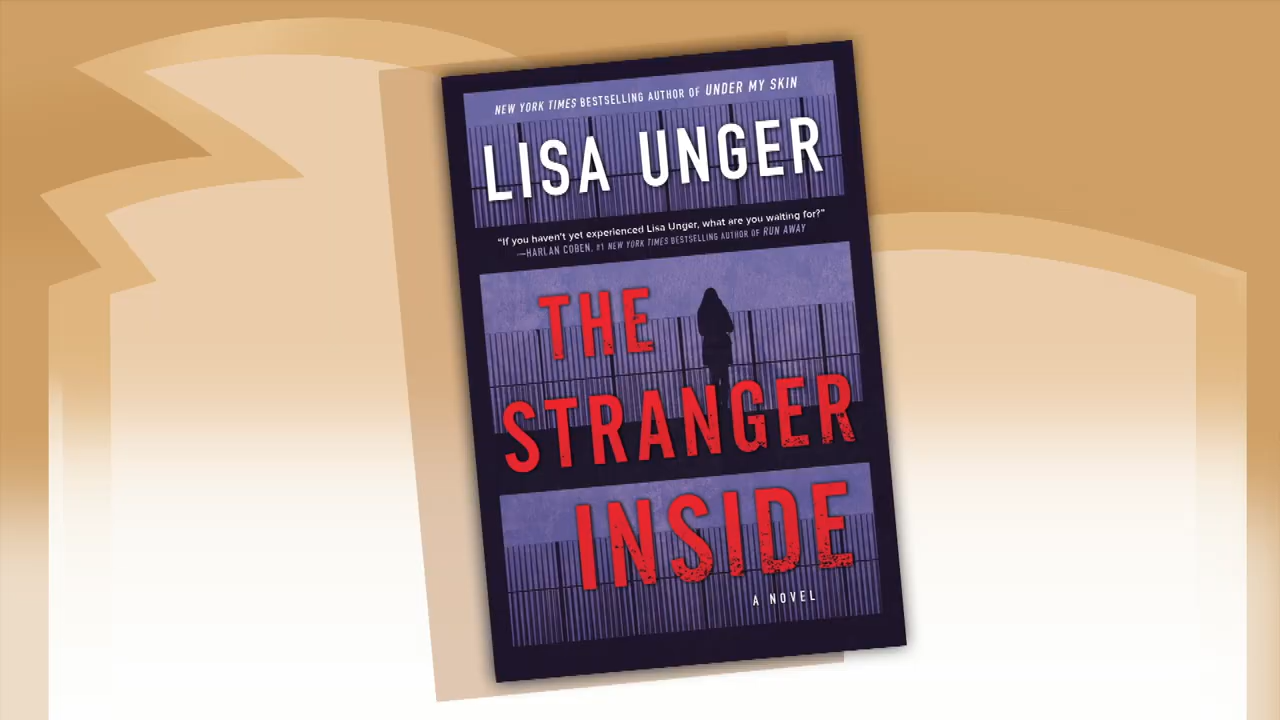 NEW YORK TIMES BESTSELLING AUTHOR OF UNDER MY SKIN
LISA UNGER
"If you haven't yet experienced Lisa Unger, what are you waiting for?"
—HARLAN COBEN, #1 NEW YORK TIMES BESTSELLING AUTHOR OF RUN AWAY
THE
STRANGER
INSIDE
A NOVEL